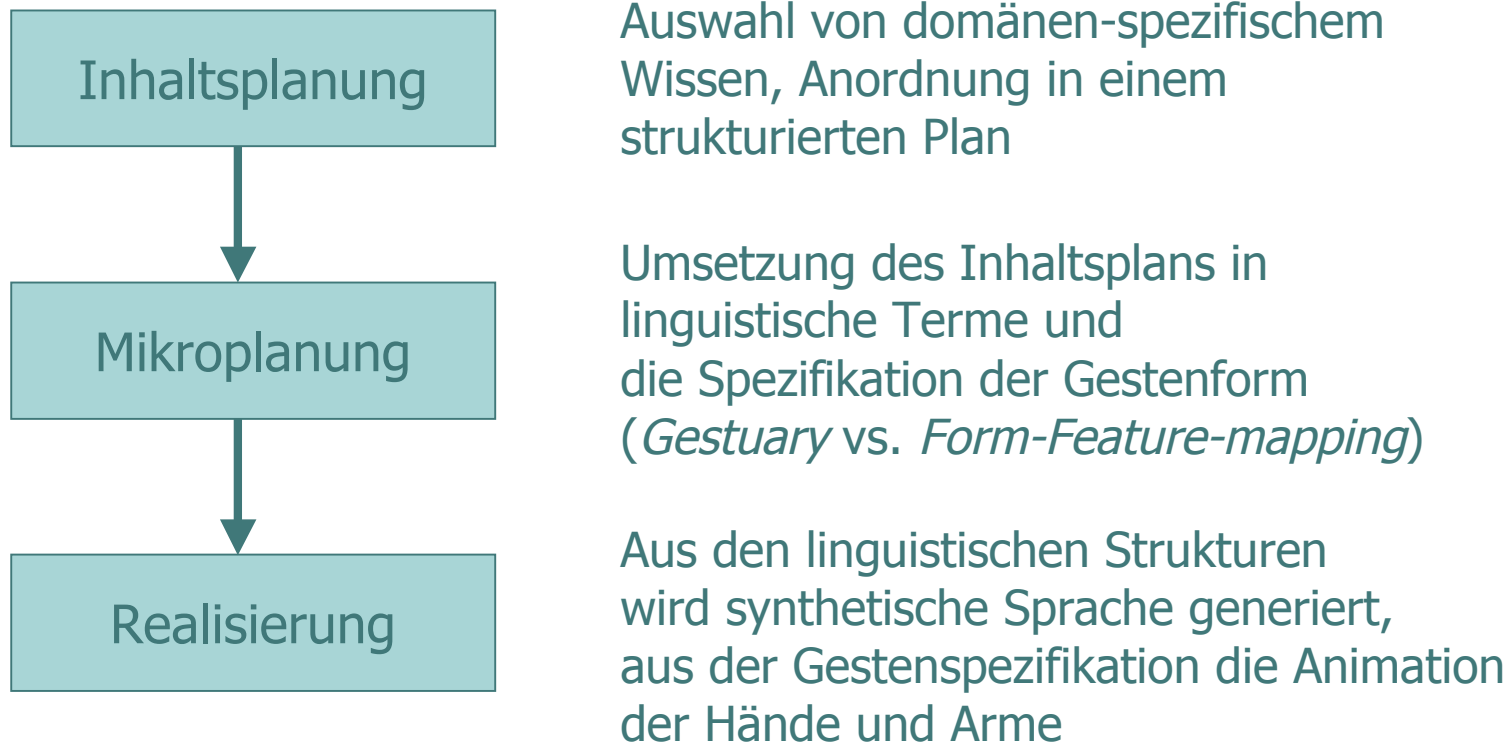 Inhaltsplanung
Auswahl von domänen-spezifischem
Wissen, Anordnung in einem
strukturierten Plan
Mikroplanung
Umsetzung des Inhaltsplans in
linguistische Terme und
die Spezifikation der Gestenform
(Gestuary vs. Form-Feature-mapping)
Realisierung
Aus den linguistischen Strukturen
wird synthetische Sprache generiert,
aus der Gestenspezifikation die Animation
der Hände und Arme